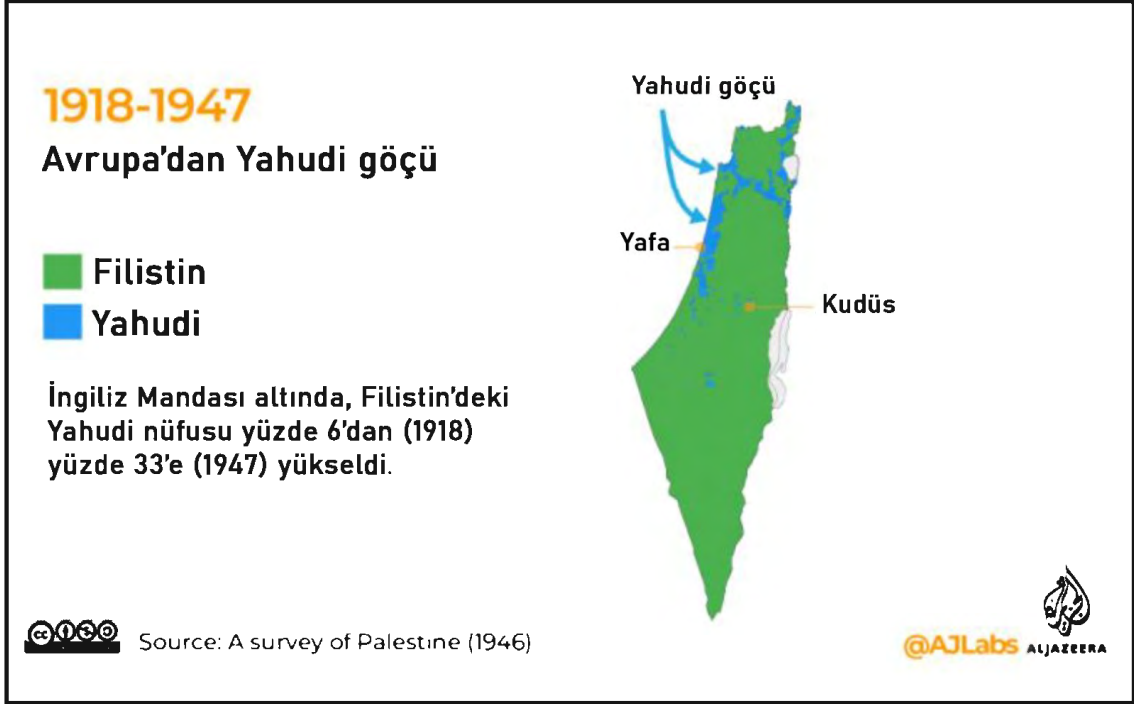 1918-1947
Avrupa'dan Yahudi göçü
Filistin
Yahudi
İngiliz Mandası altında, Filistin'deki
Yahudi nüfusu yüzde 6'dan (1918)
yüzde 33'e (1947) yükseldi.
Yahudi göçü
Yafa
Kudüs
cc
Source: A survey of Palestine (1946)
@AJLabs
ALJAZEERA